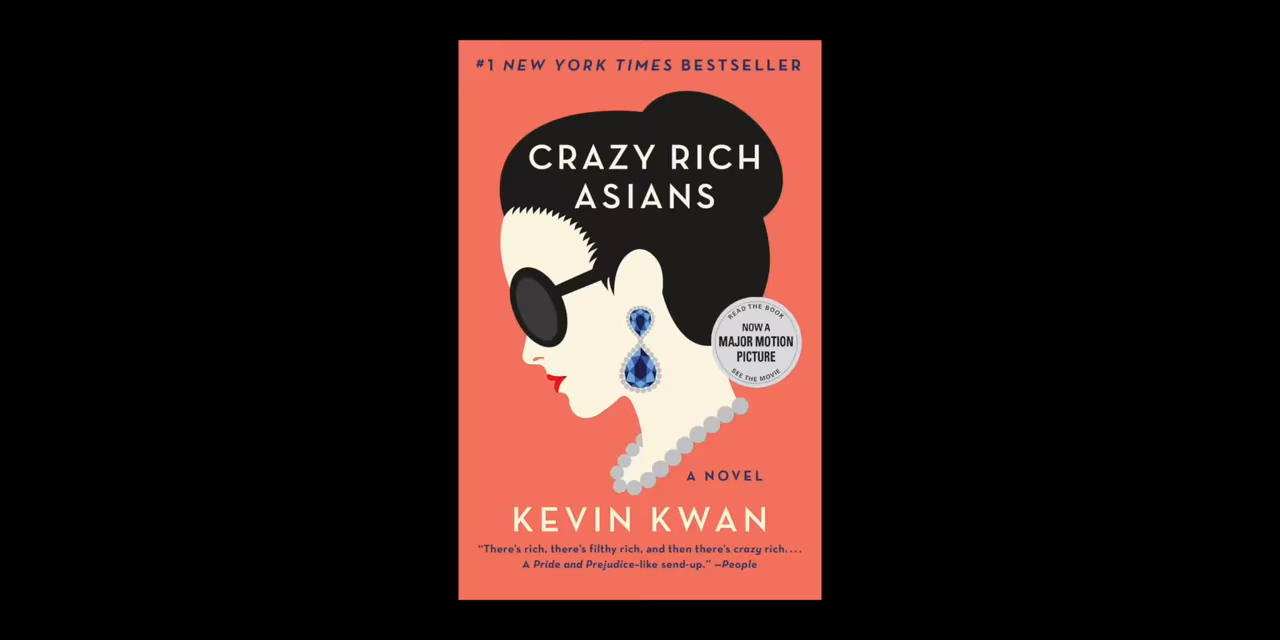 #1 NEW YORK TIMES BESTSELLER
CRAZY RICH
ASIANS
READ THE BOOK
NOW A
MAJOR MOTION
PICTURE
SEE THE MOVIE
A NOVEL
KEVIN KWAN
“There’s rich, there’s filthy rich, and then there’s crazy rich....
A Pride and Prejudice–like send-up.” —People